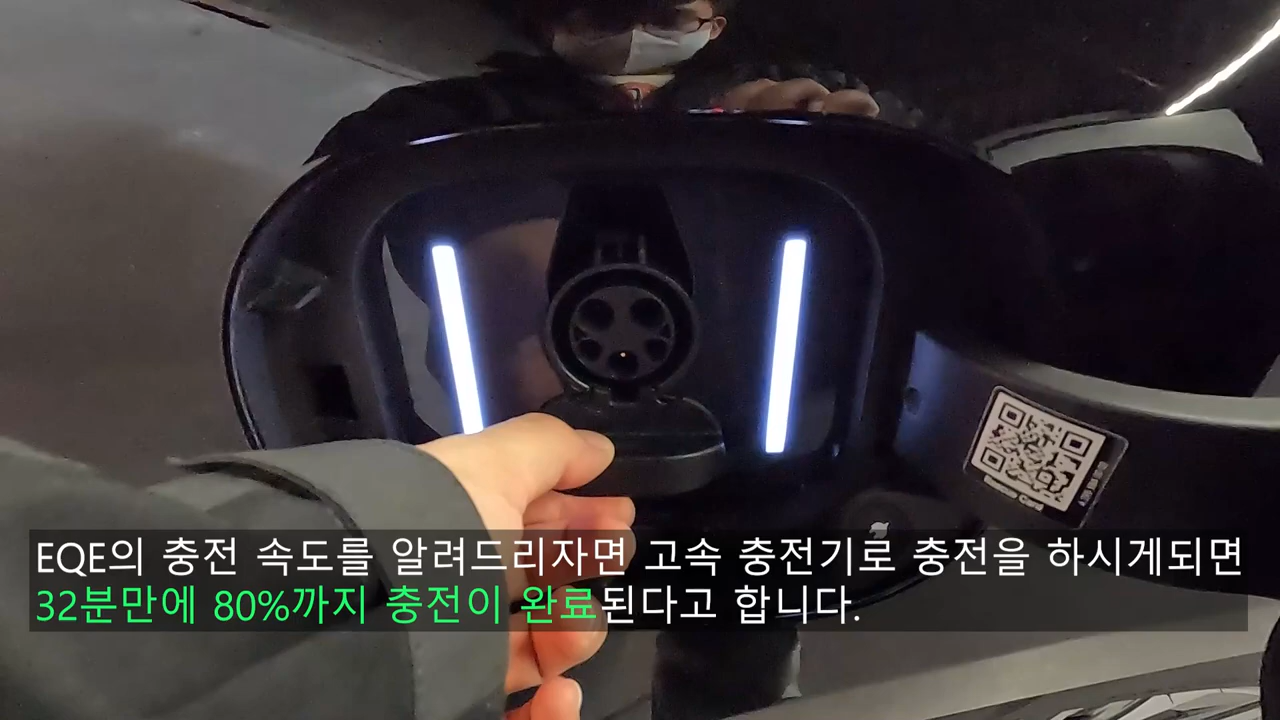 Rescue Card
EQE의 충전 속도를 알려드리자면 고속 충전기로 충전을 하시게되면
32분만에 80%까지 충전이 완료된다고 합니다.